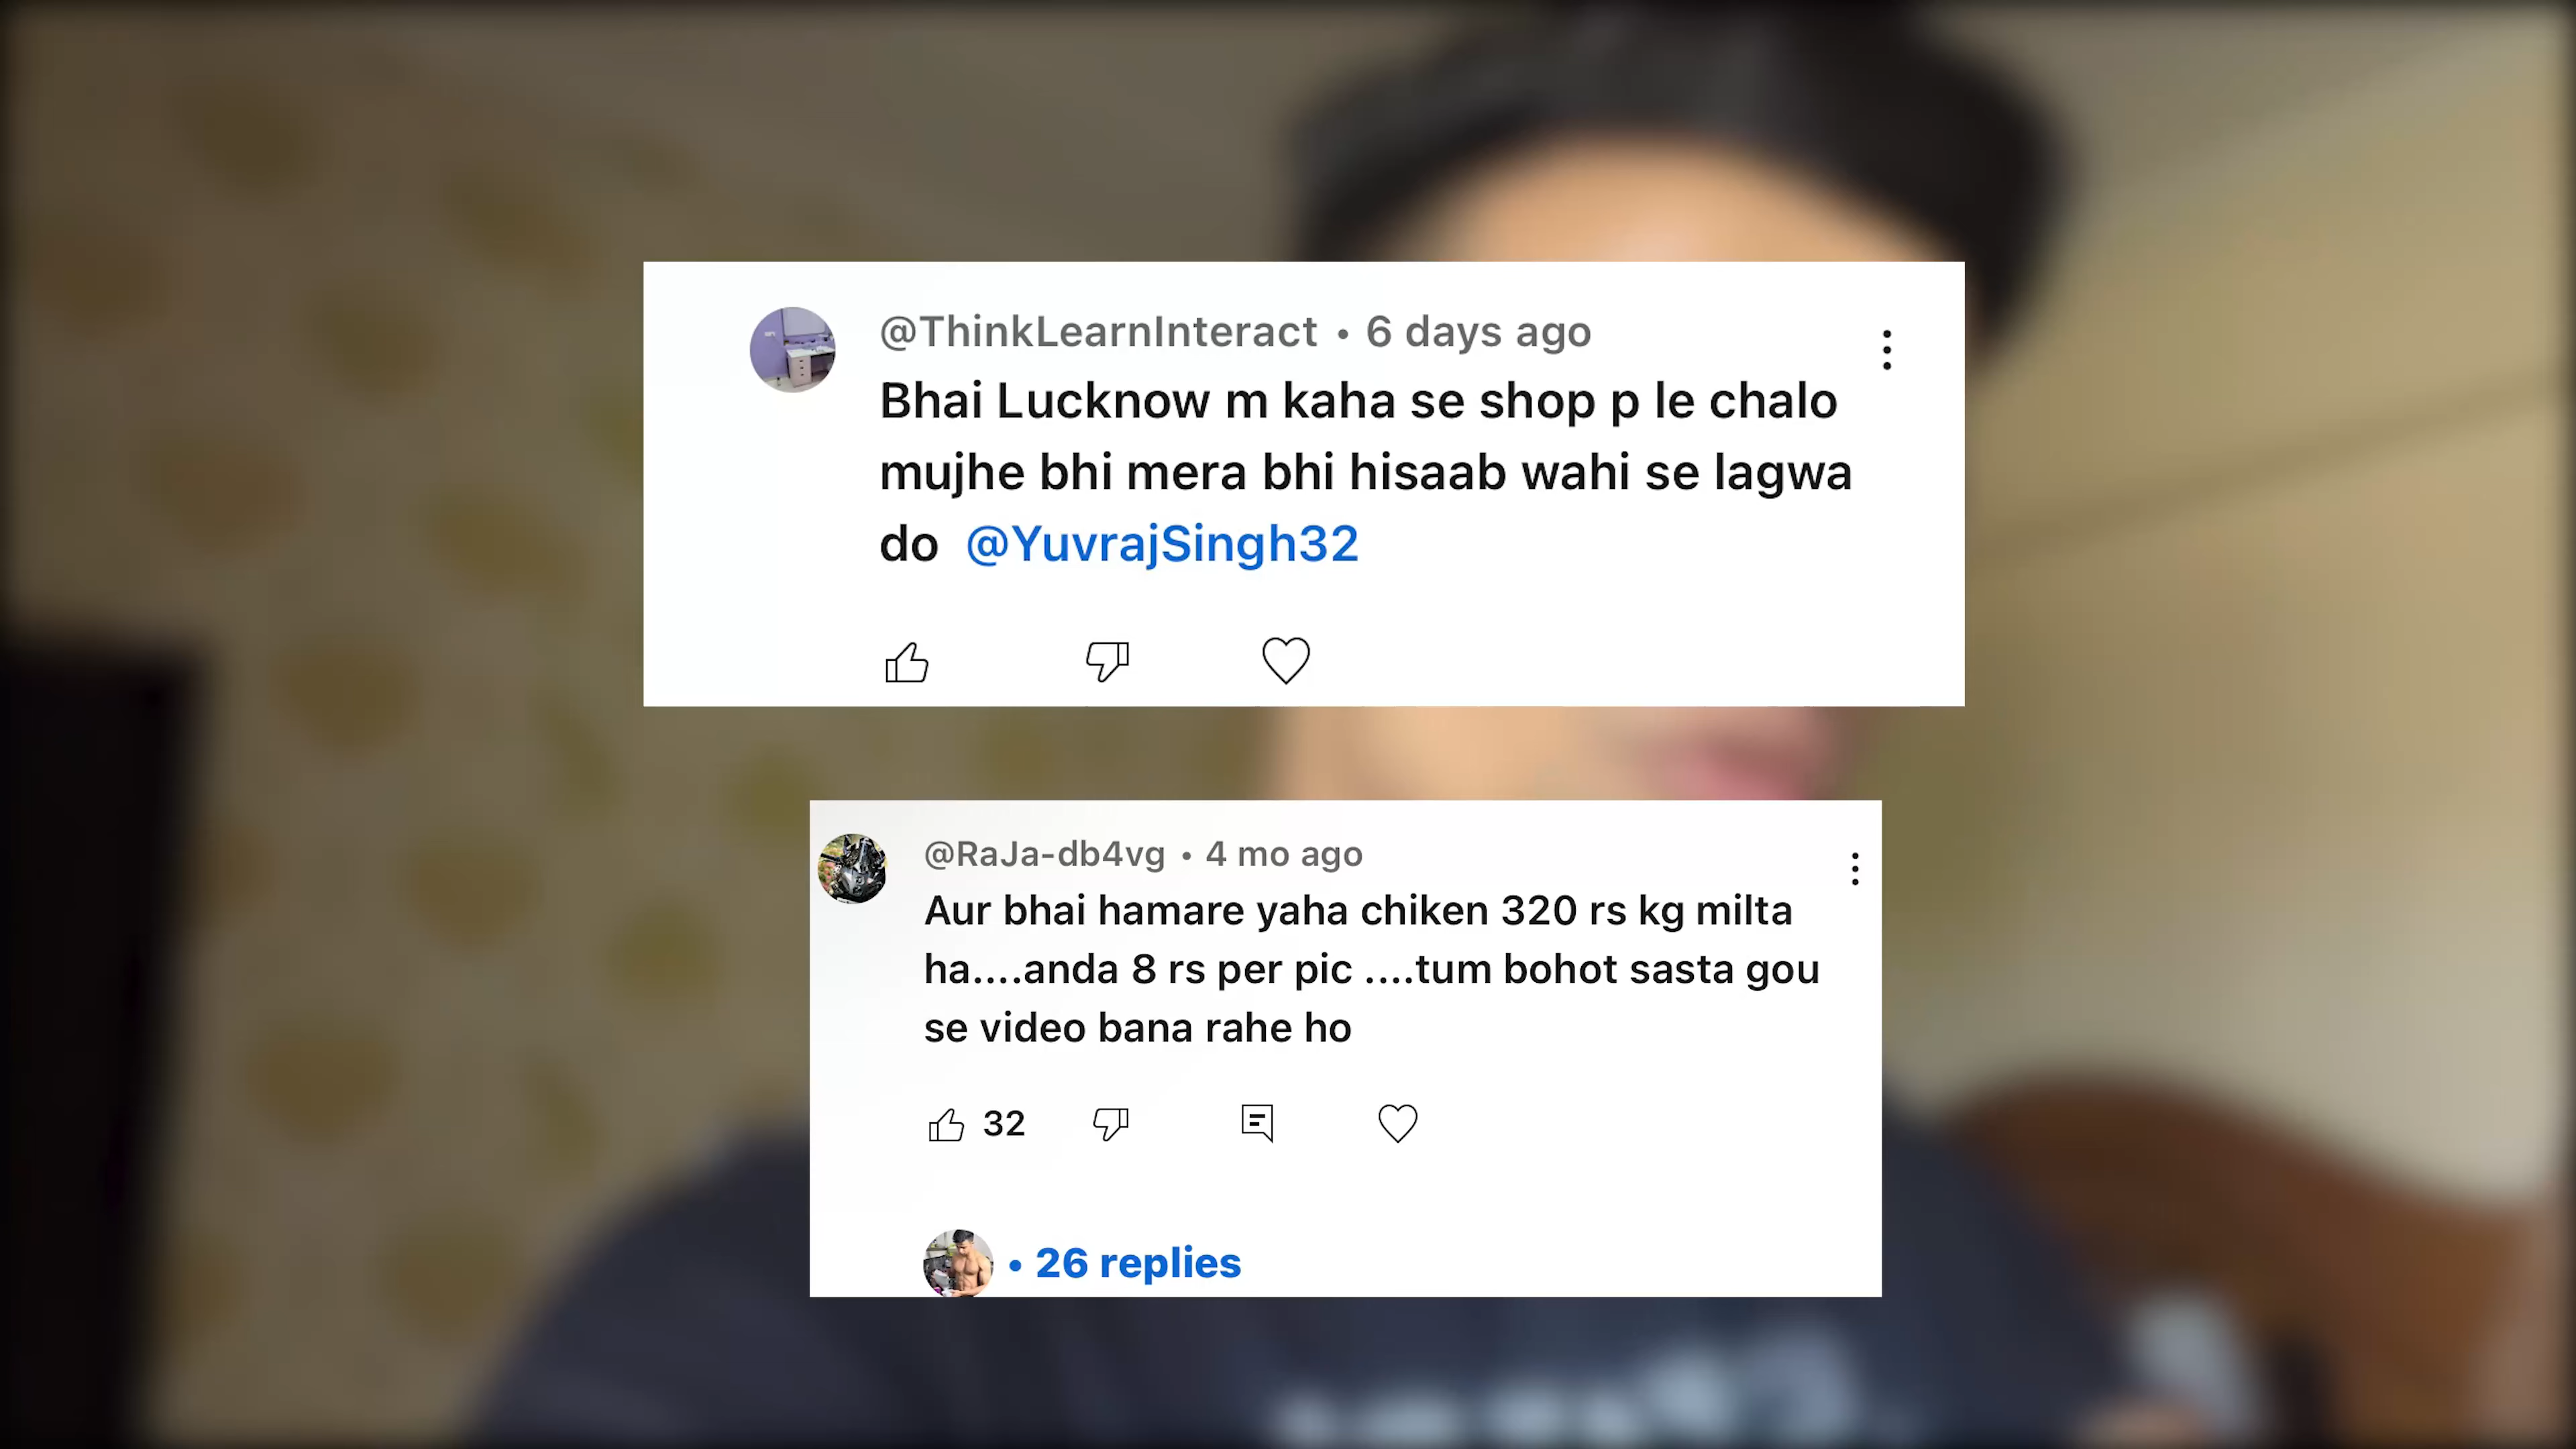 @ThinkLearnInteract • 6 days ago
Bhai Lucknow m kaha se shop p le chalo
mujhe bhi mera bhi hisaab wahi se lagwa
do @YuvrajSingh32
@RaJa-db4vg • 4 mo ago
Aur bhai hamare yaha chiken 320 rs kg milta
ha....anda 8 rs per pic ....tum bohot sasta gou
se video bana rahe ho
32
• 26 replies